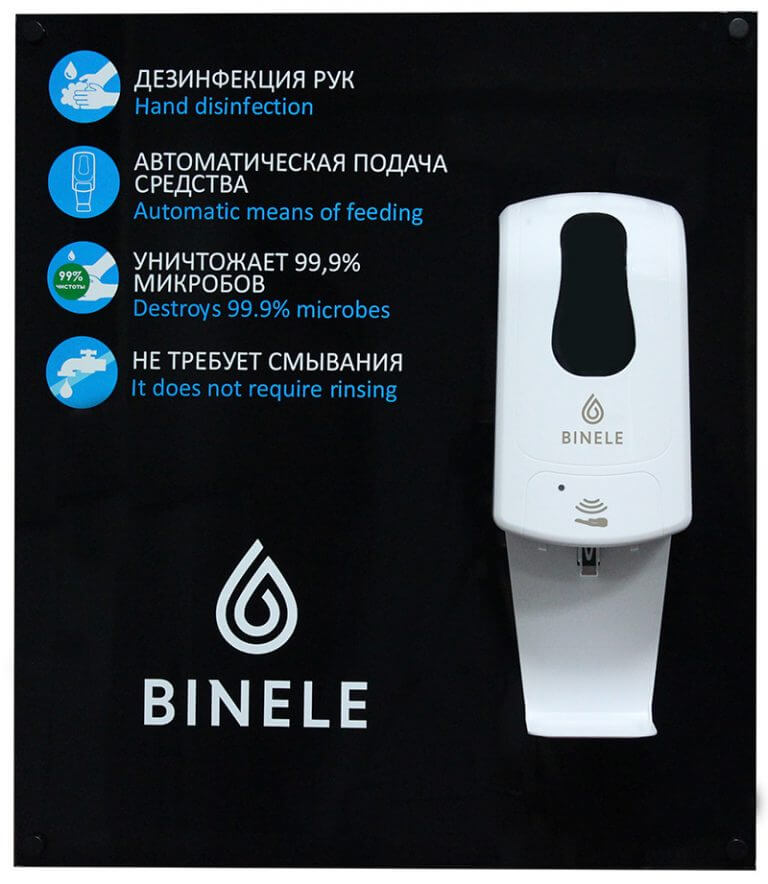 ДЕЗИНФЕКЦИЯ РУК
Hand disinfection
АВТОМАТИЧЕСКАЯ ПОДАЧА
СРЕДСТВА
Automatic means of feeding
99%
ЧИСТОТЫ
УНИЧТОЖАЕТ 99,9%
МИКРОБОВ
Destroys 99.9% microbes
НЕ ТРЕБУЕТ СМЫВАНИЯ
It does not require rinsing
BINELE
BINELE